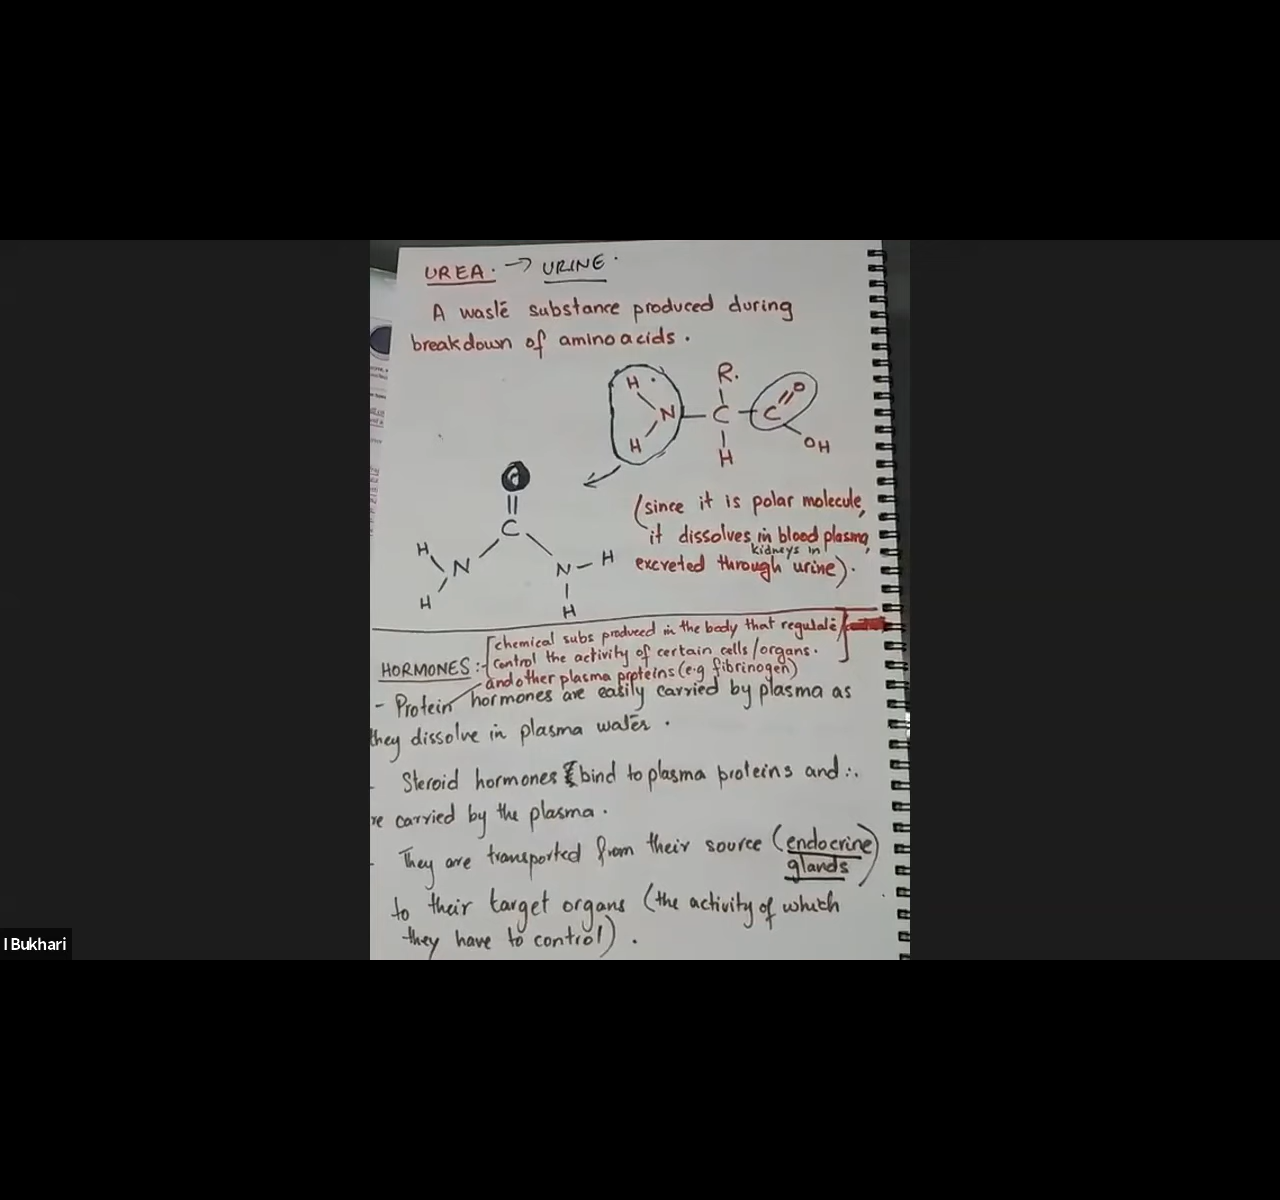 UREA. → URINE.
A waste substance produced during
breakdown of amino acids.
H
R.
O
N
C
C
H
H
OH
O
C
H
N
N
H
H
H
(since it is polar molecule,
it dissolves in blood plasma,
kidneys in
excreted through urine).
[chemical subs produced in the body that regulate/
HORMONES :- control the activity of certain cells/organs.]
and other plasma proteins (e.g fibrinogen)
- Protein hormones are easily carried by plasma as
they dissolve in plasma water.
- Steroid hormones bind to plasma proteins and ∴
re carried by the plasma.
- They are transported from their source (endocrine
glands)
to their target organs (the activity of which
they have to control).
I Bukhari